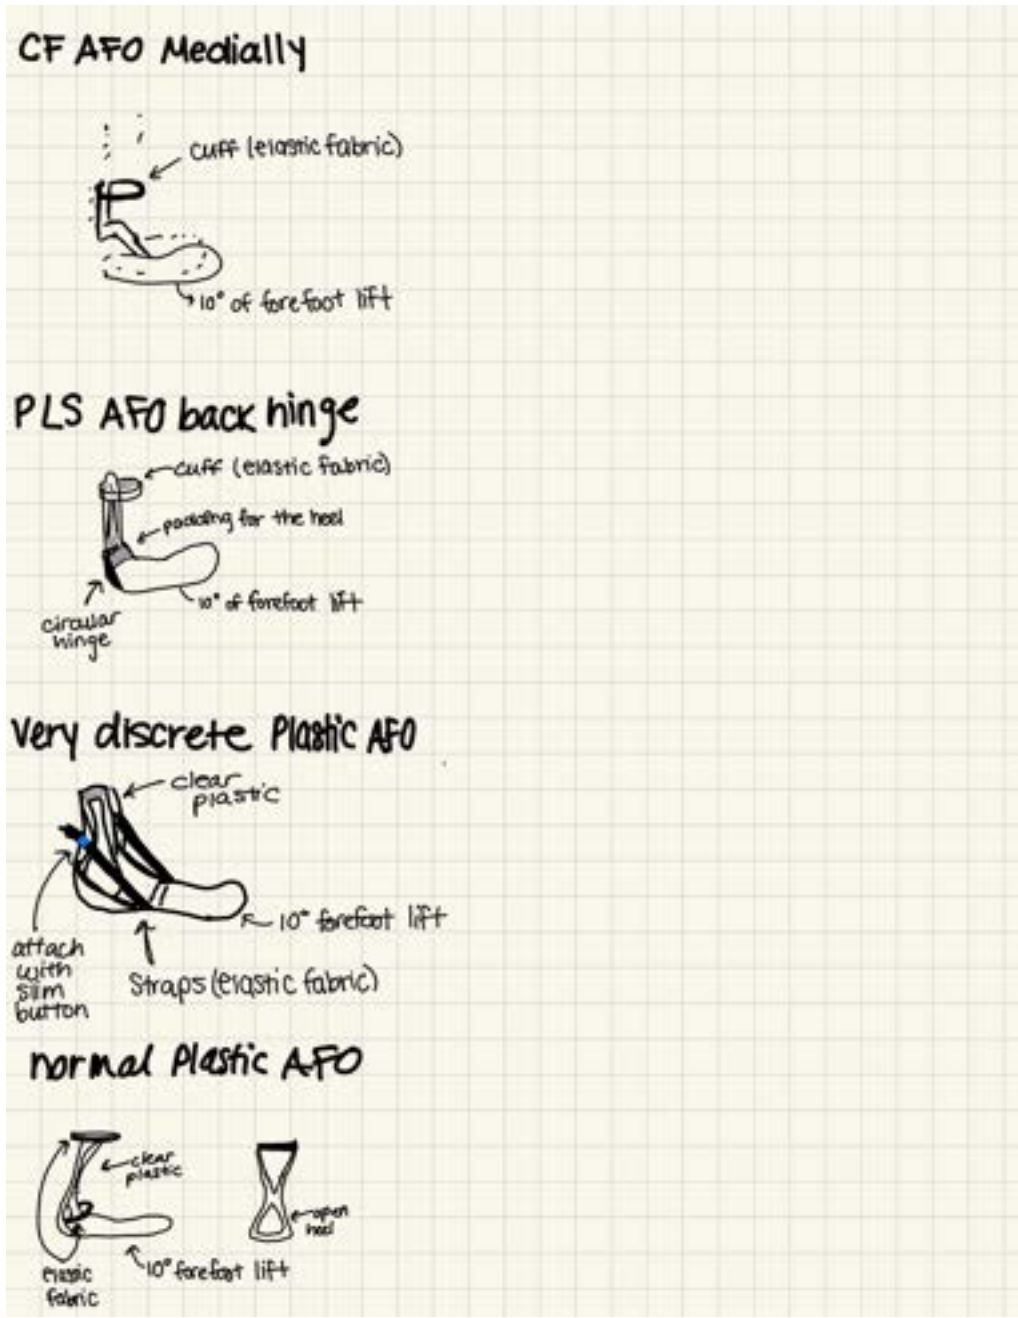 CF AFO Medially
cuff (elastic fabric)
10° of forefoot lift
PLS AFO back hinge
cuff (elastic fabric)
padding for the heel
10° of forefoot lift
circular
hinge
Very discrete Plastic AFO
clear
plastic
10° forefoot lift
attach
with
slim
button
Straps (elastic fabric)
normal Plastic AFO
clear
plastic
open
heel
10° forefoot lift
elastic
fabric